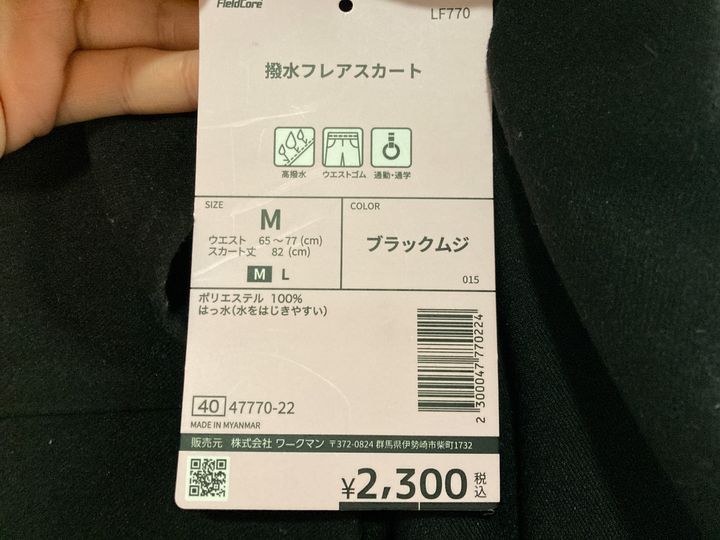 FieldCore
LF770
撥水フレアスカート
高撥水 ウエストゴム 通勤・通学
SIZE
M
ウエスト 65～77 (cm)
スカート丈 82 (cm)
M L
COLOR
ブラックムジ
015
ポリエステル 100%
はっ水(水をはじきやすい)
2 300047 770224
40 47770-22
MADE IN MYANMAR
販売元 株式会社 ワークマン 〒372-0824 群馬県伊勢崎市柴町1732
¥2,300 税込